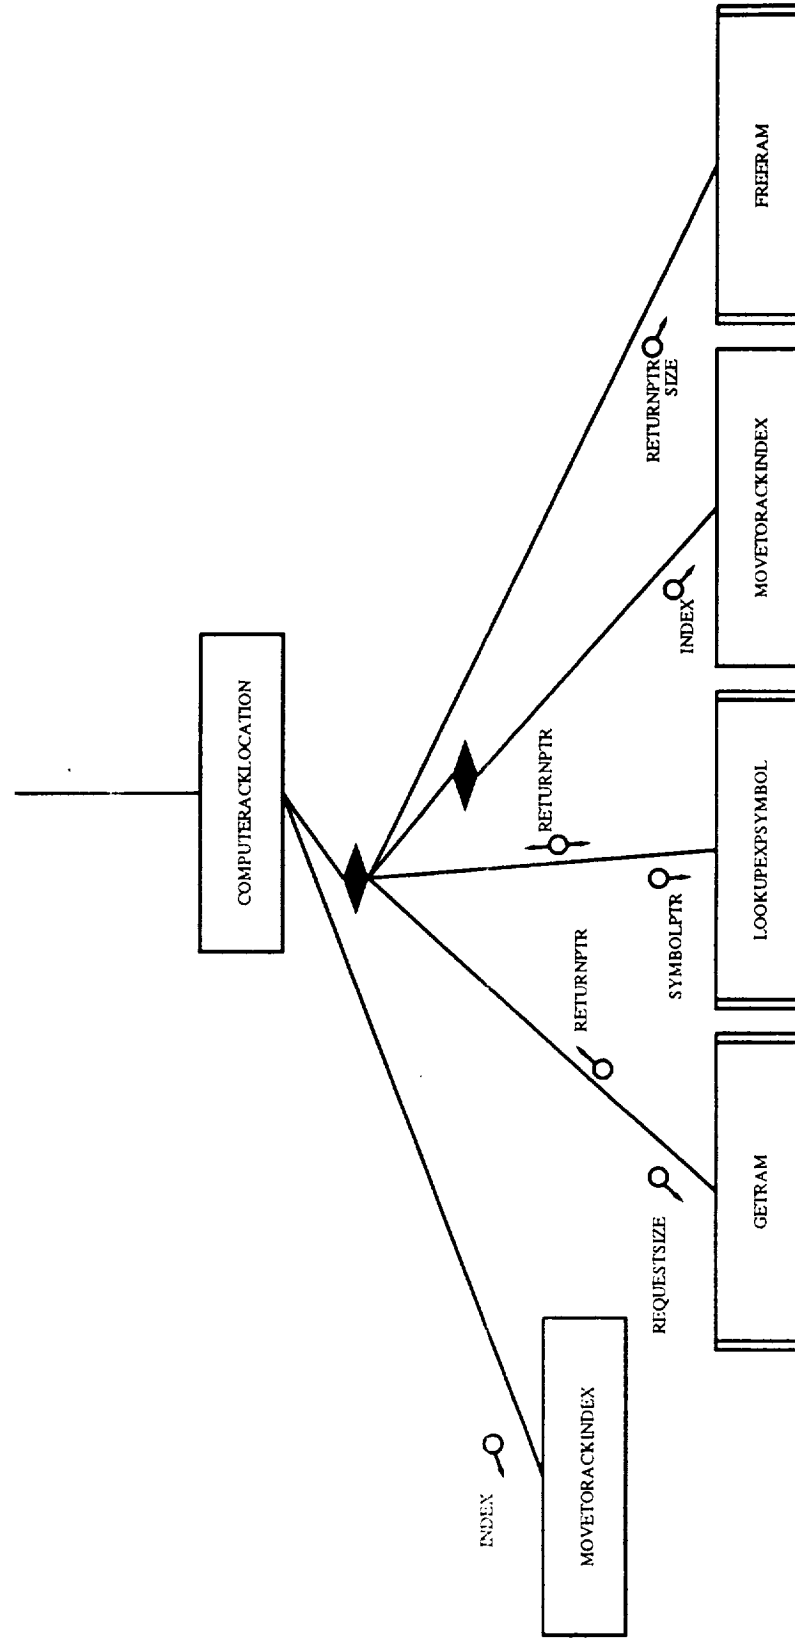 COMPUTERACKLOCATION
INDEX
RETURNPTR
RETURNPTR
MOVETORACKINDEX
REQUESTSIZE
SYMBOLPTR
INDEX
RETURNPTR
SIZE
GETRAM
LOOKUPEXPSYMBOL
MOVETORACKINDEX
FREERAM